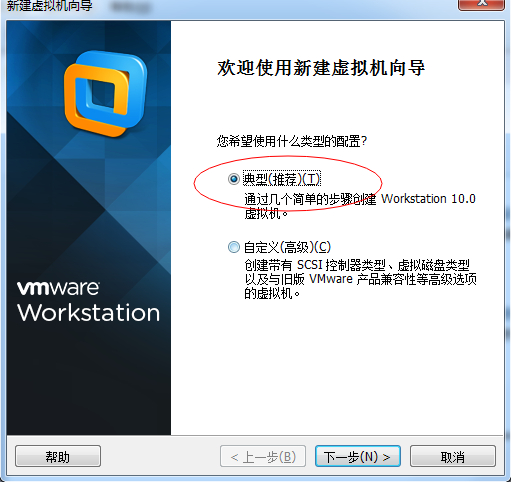 新建虚拟机向导
欢迎使用新建虚拟机向导
您希望使用什么类型的配置?
典型(推荐)(T)
通过几个简单的步骤创建 Workstation 10.0
虚拟机。
自定义(高级)(C)
创建带有 SCSI 控制器类型、虚拟磁盘类型
以及与旧版 VMware 产品兼容性等高级选项
的虚拟机。
vmware
Workstation
帮助
< 上一步(B)
下一步(N) >
取消